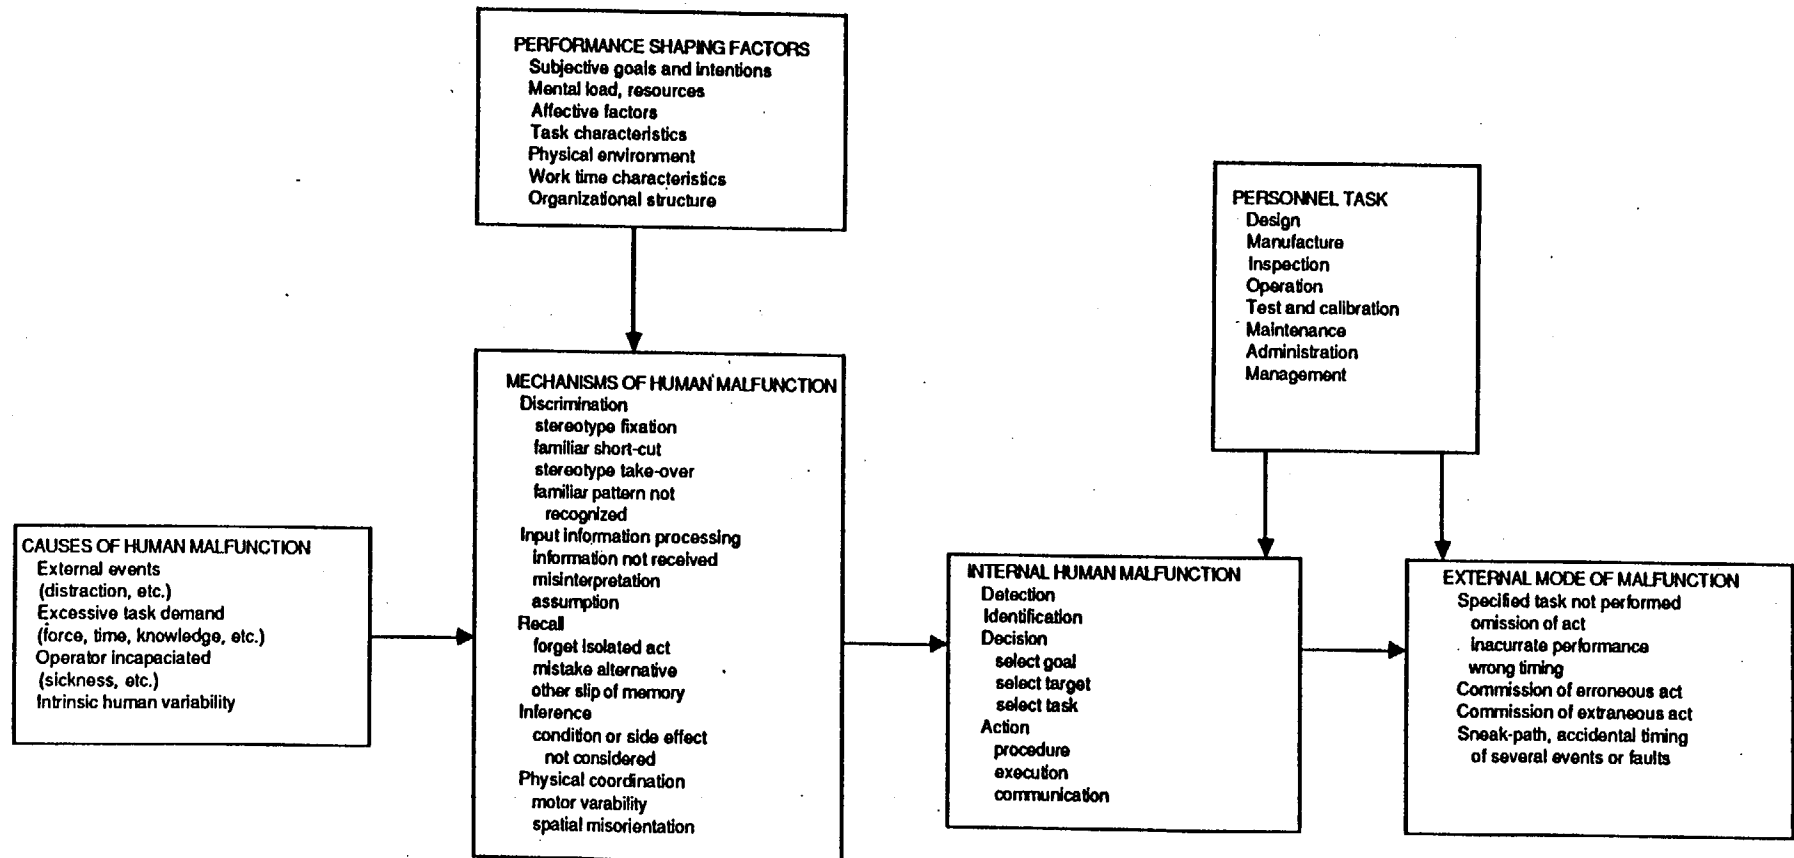 PERFORMANCE SHAPING FACTORS
Subjective goals and intentions
Mental load, resources
Affective factors
Task characteristics
Physical environment
Work time characteristics
Organizational structure
PERSONNEL TASK
Design
Manufacture
Inspection
Operation
Test and calibration
Maintenance
Administration
Management
CAUSES OF HUMAN MALFUNCTION
External events
(distraction, etc.)
Excessive task demand
(force, time, knowledge, etc.)
Operator incapaciated
(sickness, etc.)
Intrinsic human variability
MECHANISMS OF HUMAN MALFUNCTION
Discrimination
stereotype fixation
familiar short-cut
stereotype take-over
familiar pattern not
recognized
Input information processing
information not received
misinterpretation
assumption
Recall
forget isolated act
mistake alternative
other slip of memory
Inference
condition or side effect
not considered
Physical coordination
motor varability
spatial misorientation
INTERNAL HUMAN MALFUNCTION
Detection
Identification
Decision
select goal
select target
select task
Action
procedure
execution
communication
EXTERNAL MODE OF MALFUNCTION
Specified task not performed
omission of act
inacurrate performance
wrong timing
Commission of erroneous act
Commission of extraneous act
Sneak-path, accidental timing
of several events or faults